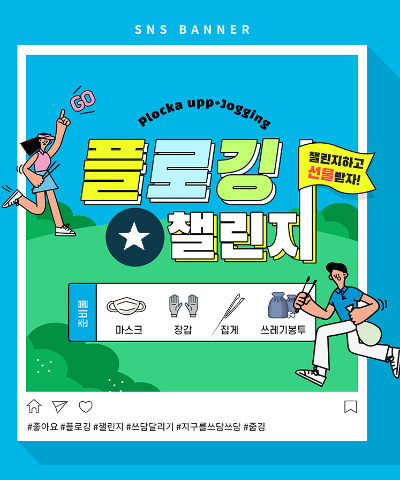 SNS BANNER
GO
Plocka upp+Jogging
플로깅
챌린지
챌린지하고
선물받자!
준비물
마스크
장갑
집게
쓰레기봉투
#좋아요 #플로깅 #챌린지 #쓰담달리기 #지구를쓰담쓰담 #줍깅